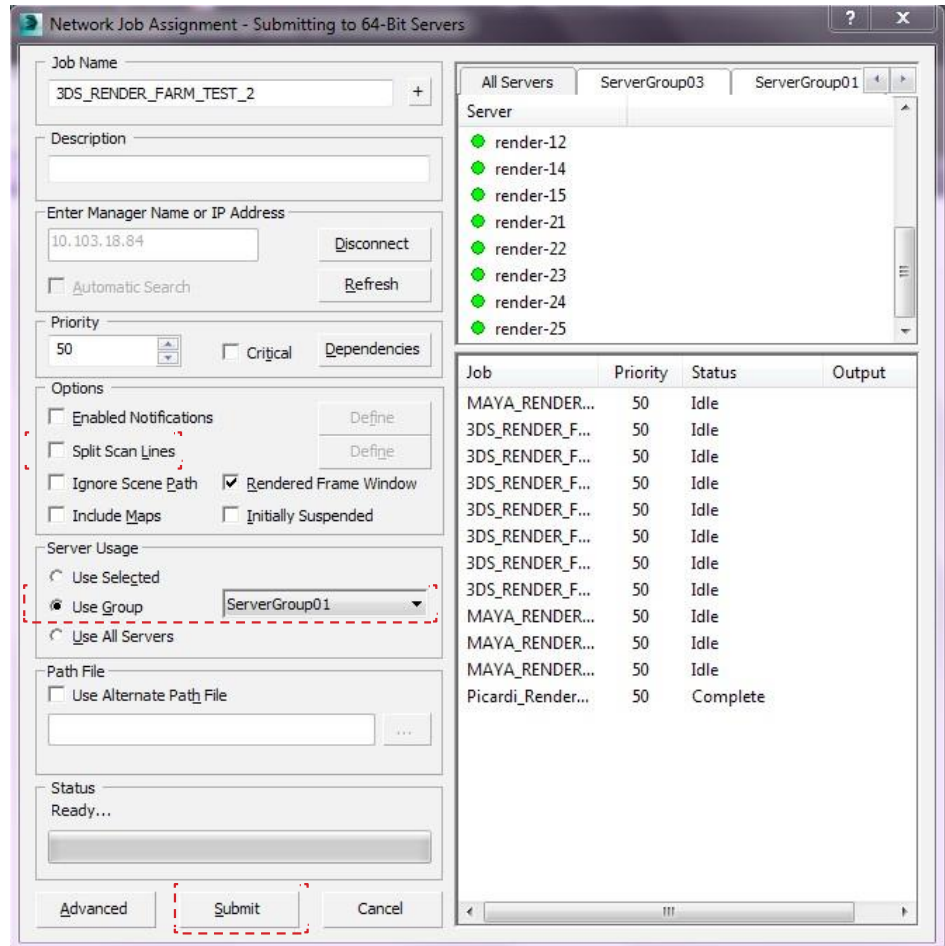 Network Job Assignment - Submitting to 64-Bit Servers
? x
Job Name
3DS_RENDER_FARM_TEST_2
+
Description
Enter Manager Name or IP Address
10.103.18.84
Disconnect
Automatic Search
Refresh
Priority
50
Critical
Dependencies
Options
Enabled Notifications
Define
Split Scan Lines
Define
Ignore Scene Path
Rendered Frame Window
Include Maps
Initially Suspended
Server Usage
Use Selected
Use Group
ServerGroup01
Use All Servers
Path File
Use Alternate Path File
...
Status
Ready...
Advanced
Submit
Cancel
All Servers ServerGroup03 ServerGroup01
Server
render-12
render-14
render-15
render-21
render-22
render-23
render-24
render-25
Job Priority Status Output
MAYA_RENDER... 50 Idle
3DS_RENDER_F... 50 Idle
3DS_RENDER_F... 50 Idle
3DS_RENDER_F... 50 Idle
3DS_RENDER_F... 50 Idle
3DS_RENDER_F... 50 Idle
3DS_RENDER_F... 50 Idle
3DS_RENDER_F... 50 Idle
MAYA_RENDER... 50 Idle
MAYA_RENDER... 50 Idle
MAYA_RENDER... 50 Idle
Picardi_Render... 50 Complete